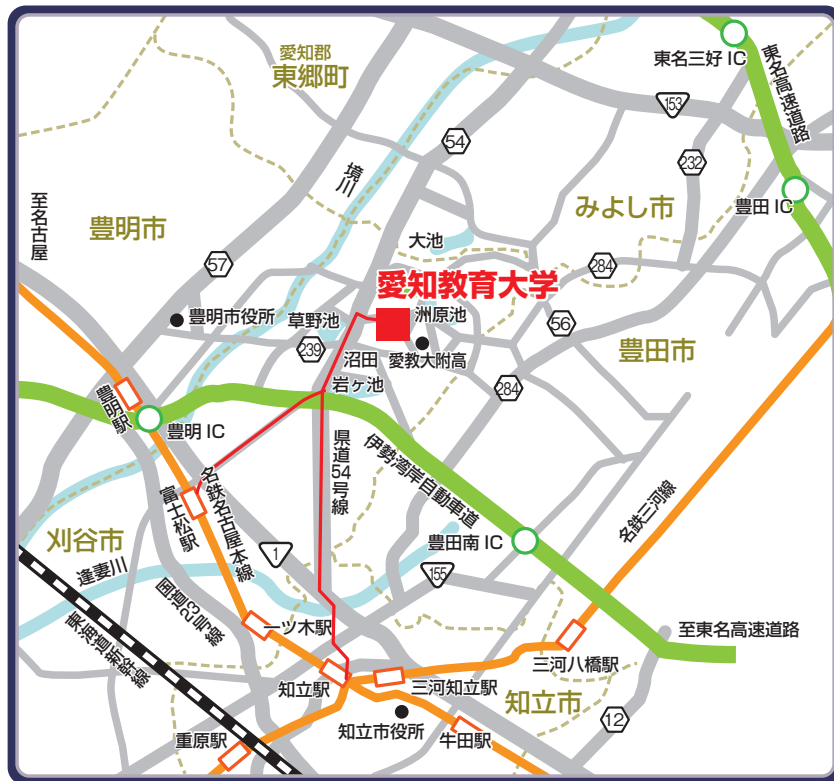 愛知郡
東郷町
東名三好 IC
東名高速道路
153
54
232
境川
至名古屋
みよし市
豊田 IC
豊明市
大池
57
284
愛知教育大学
豊明市役所
草野池
洲原池
56
239
沼田
愛教大附高
豊田市
岩ヶ池
284
豊明駅
豊明 IC
県道54号線
伊勢湾岸自動車道
名鉄名古屋本線
富士松駅
名鉄三河線
刈谷市
豊田南 IC
1
逢妻川
155
国道23号線
東海道新幹線
一ツ木駅
至東名高速道路
三河八橋駅
知立駅
三河知立駅
知立市
12
重原駅
知立市役所
牛田駅